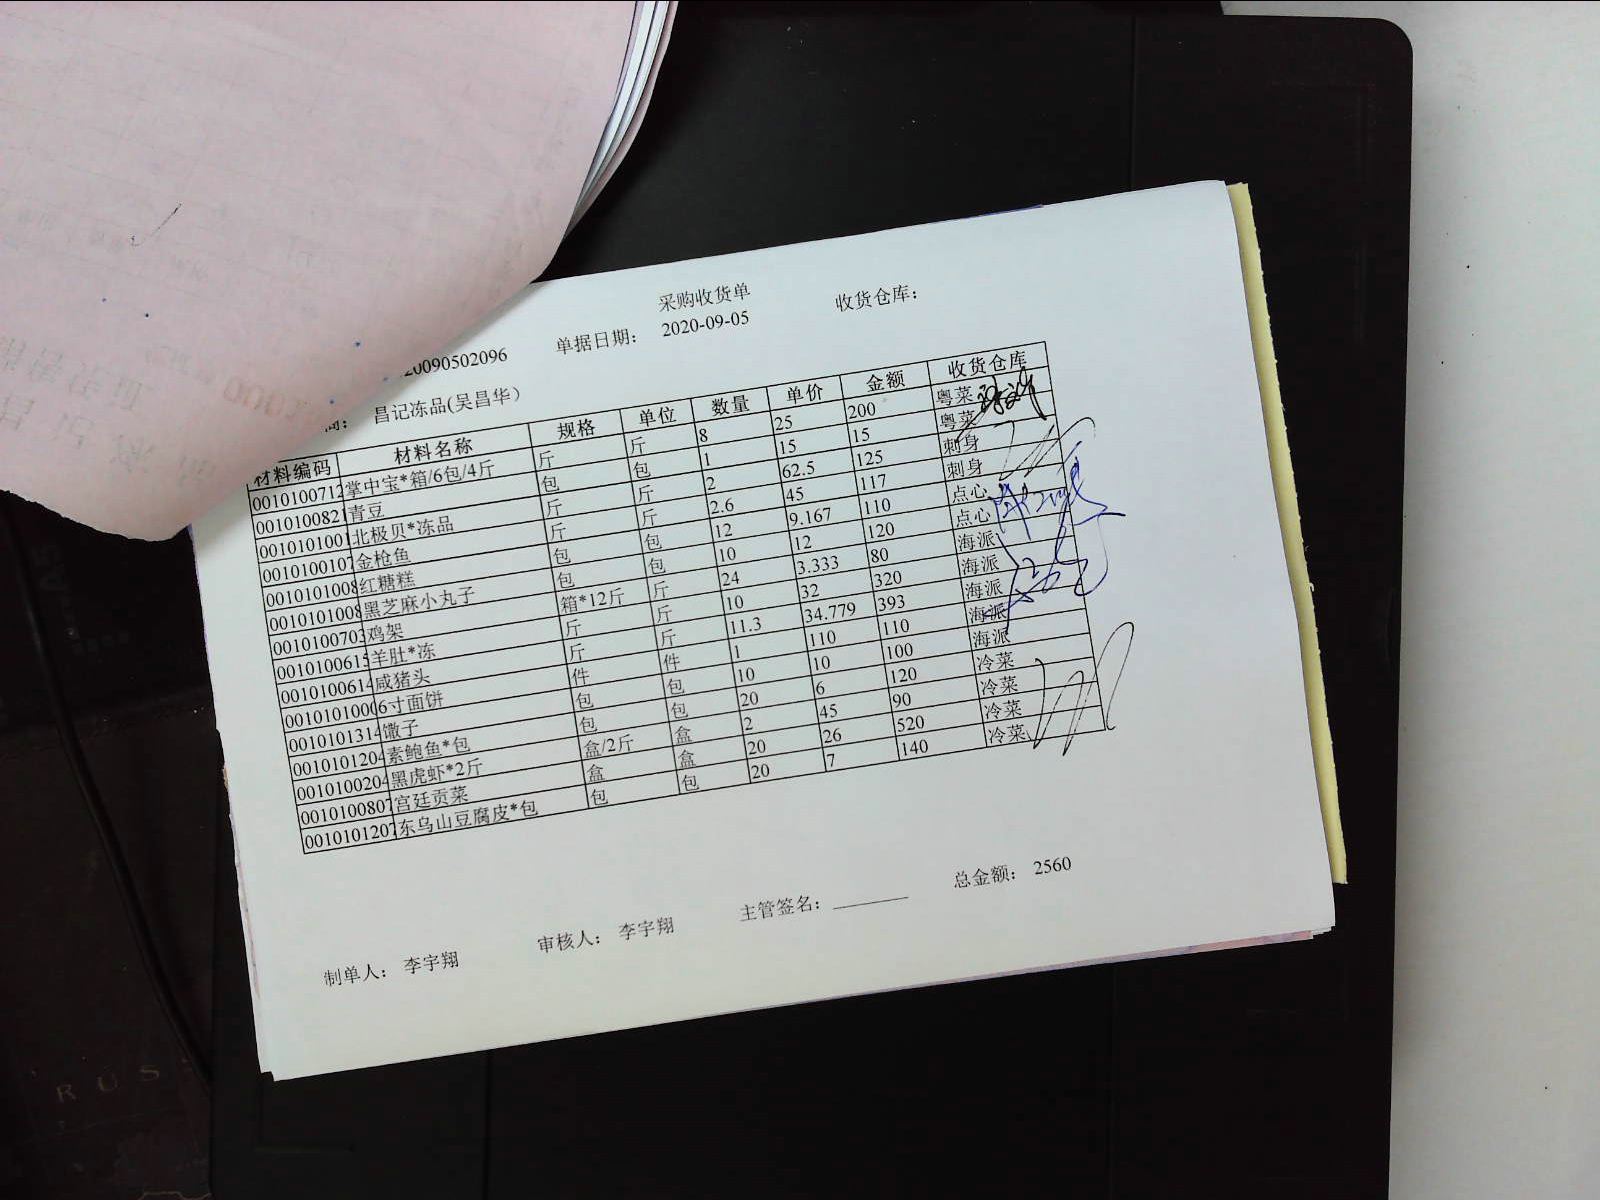 采购收货单
20090502096 单据日期： 2020-09-05 收货仓库：
商： 昌记冻品(吴昌华)
材料编码 材料名称 规格 单位 数量 单价 金额 收货仓库
0010100712 掌中宝*箱/6包/4斤 斤 斤 8 25 200 粤菜
0010100821 青豆 包 包 1 15 15 粤菜
0010101001 北极贝*冻品 斤 斤 2 62.5 125 刺身
0010100107 金枪鱼 斤 斤 2.6 45 117 刺身
0010101008 红糖糕 包 包 12 9.167 110 点心
0010101008 黑芝麻小丸子 包 包 10 12 120 点心
0010100703 鸡架 箱*12斤 斤 24 3.333 80 海派
0010100615 羊肚*冻 斤 斤 10 32 320 海派
0010100614 咸猪头 斤 斤 11.3 34.779 393 海派
001010100 6寸面饼 件 件 1 110 110 海派
0010101314 馓子 包 包 10 10 100 海派
0010101204 素鲍鱼*包 包 包 20 6 120 冷菜
0010100204 黑虎虾*2斤 盒/2斤 盒 2 45 90 冷菜
0010100807 宫廷贡菜 盒 盒 20 26 520 冷菜
0010101207 东乌山豆腐皮*包 包 包 20 7 140 冷菜
制单人： 李宇翔 审核人： 李宇翔 主管签名： 总金额： 2560
RUS